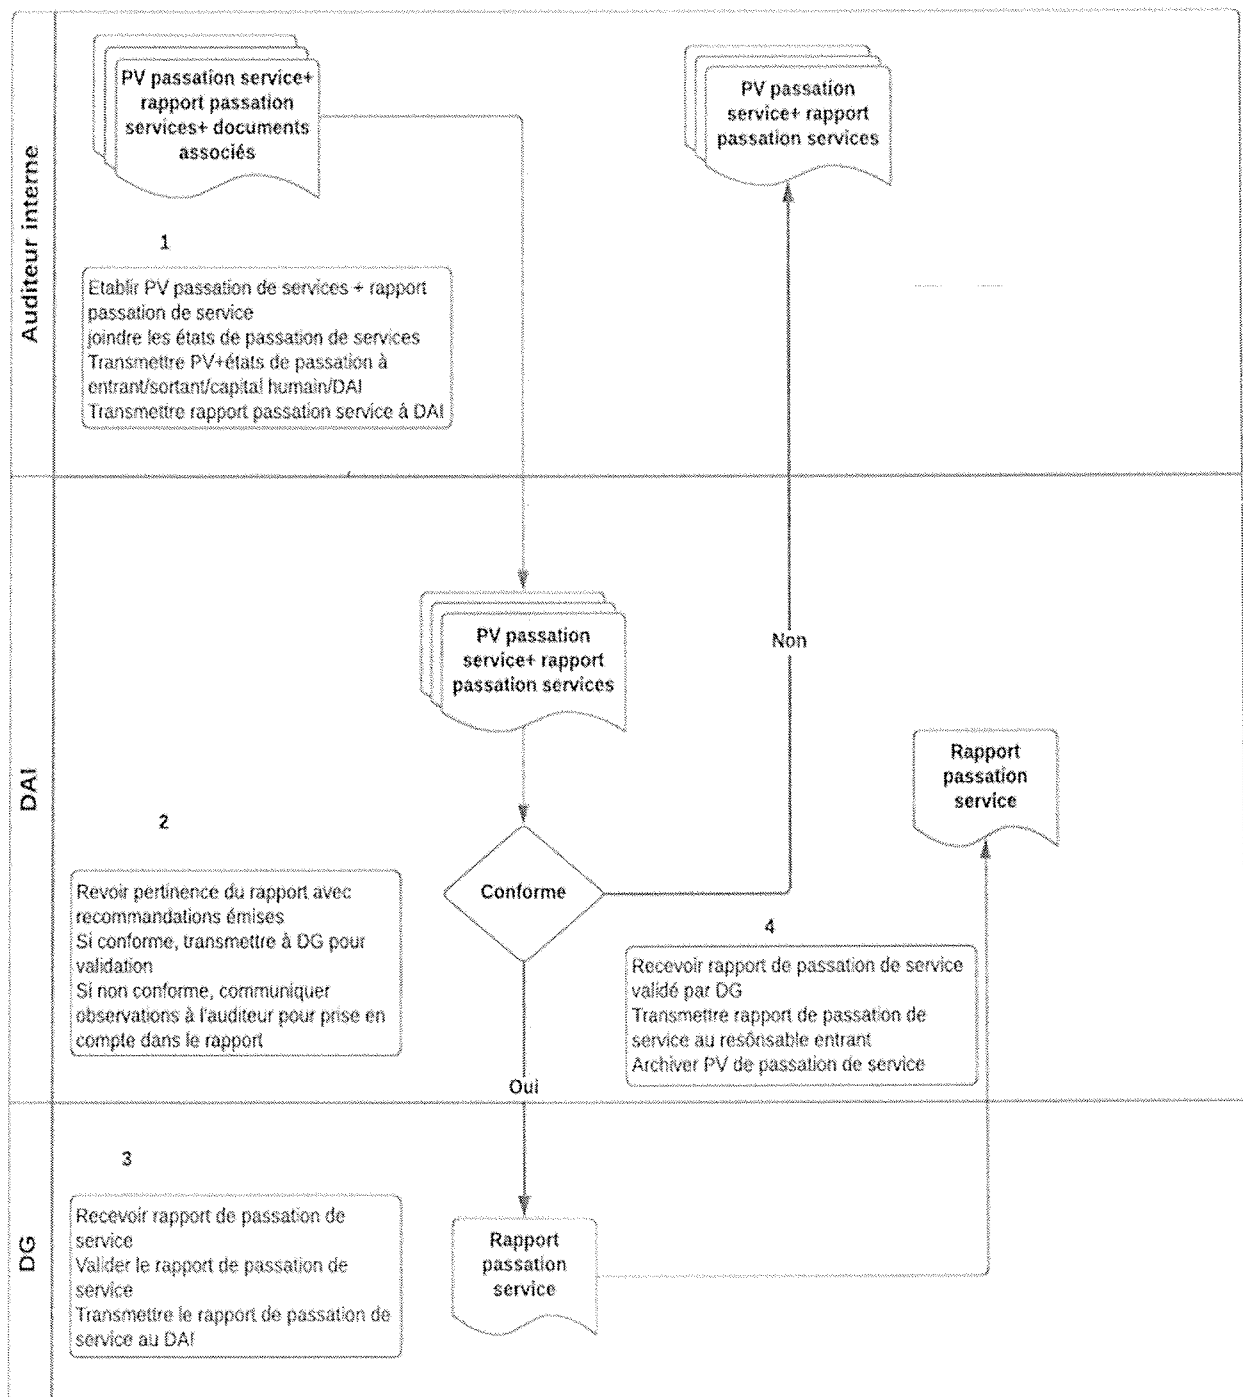 Auditeur interne
PV passation service+
rapport passation
services+ documents
associés
PV passation
service+ rapport
passation services
1
Etablir PV passation de services + rapport
passation de service
joindre les états de passation de services
Transmettre PV+états de passation à
entrant/sortant/capital humain/DAI
Transmettre rapport passation service à DAI
DAI
PV passation
service+ rapport
passation services
Non
Rapport
passation
service
2
Revoir pertinence du rapport avec
recommandations émises
Si conforme, transmettre à DG pour
validation
Si non conforme, communiquer
observations à l'auditeur pour prise en
compte dans le rapport
Conforme
4
Recevoir rapport de passation de service
validé par DG
Transmettre rapport de passation de
service au resônsable entrant
Archiver PV de passation de service
Oui
DG
3
Recevoir rapport de passation de
service
Valider le rapport de passation de
service
Transmettre le rapport de passation de
service au DAI
Rapport
passation
service